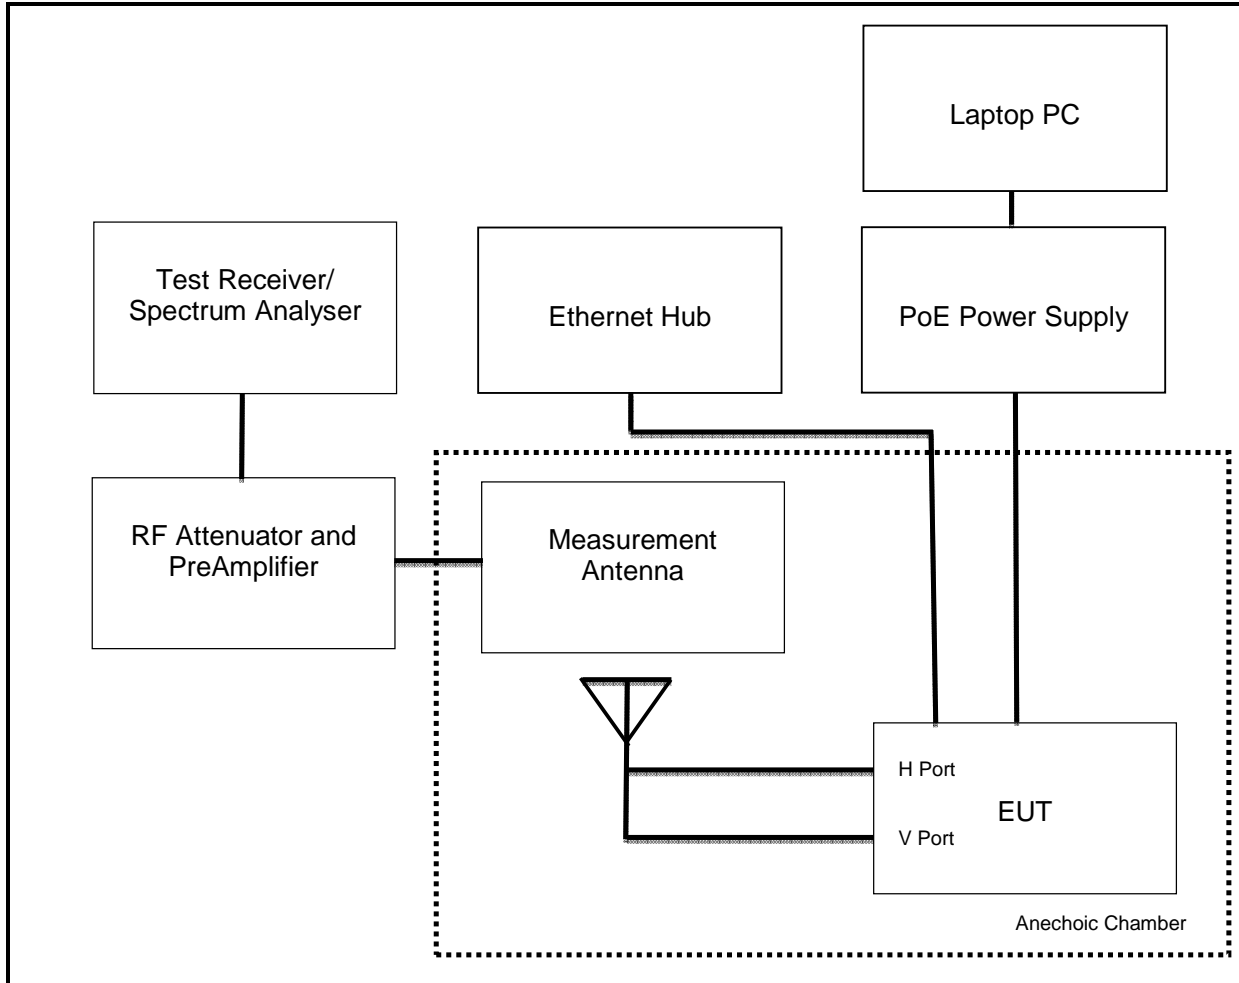 Laptop PC
Test Receiver/
Spectrum Analyser
Ethernet Hub
PoE Power Supply
RF Attenuator and
PreAmplifier
Measurement
Antenna
H Port
EUT
V Port
Anechoic Chamber